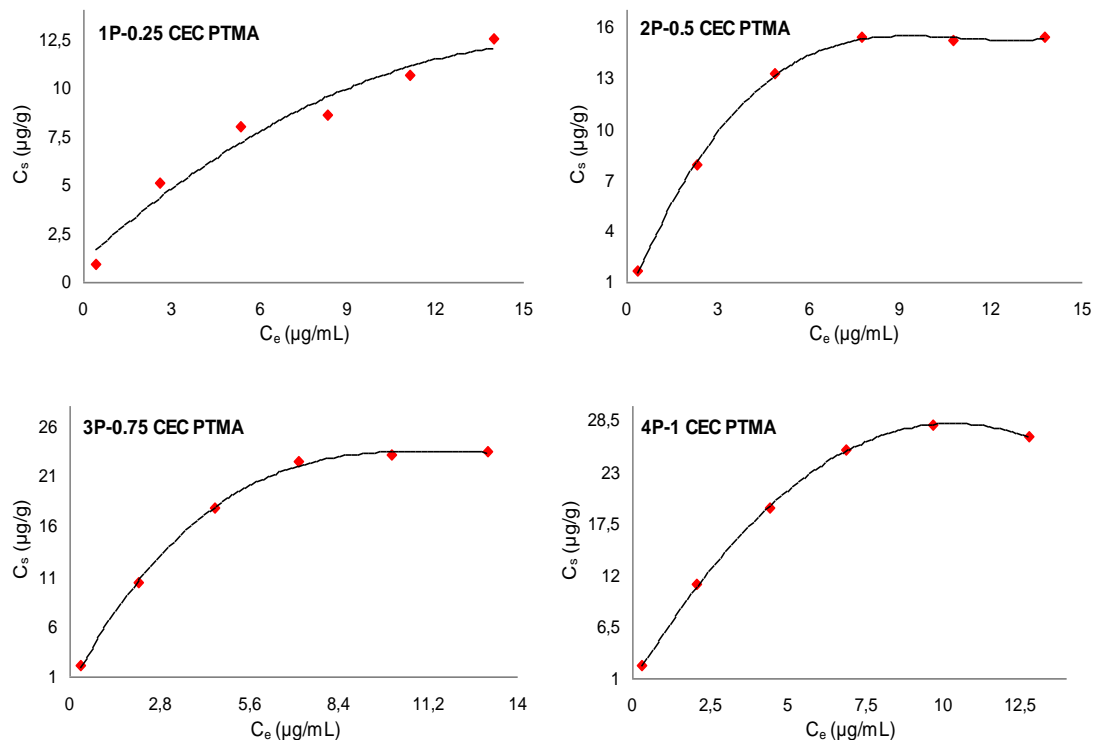 1P-0.25 CEC PTMA
12,5
10
7,5
5
2,5
0
Cₛ (µg/g)
0 3 6 9 12 15
Cₑ (µg/mL)
2P-0.5 CEC PTMA
16
13
10
7
4
1
Cₛ (µg/g)
0 3 6 9 12 15
Cₑ (µg/mL)
3P-0.75 CEC PTMA
26
21
16
11
6
1
Cₛ (µg/g)
0 2,8 5,6 8,4 11,2 14
Cₑ (µg/mL)
4P-1 CEC PTMA
28,5
23
17,5
12
6,5
1
Cₛ (µg/g)
0 2,5 5 7,5 10 12,5
Cₑ (µg/mL)